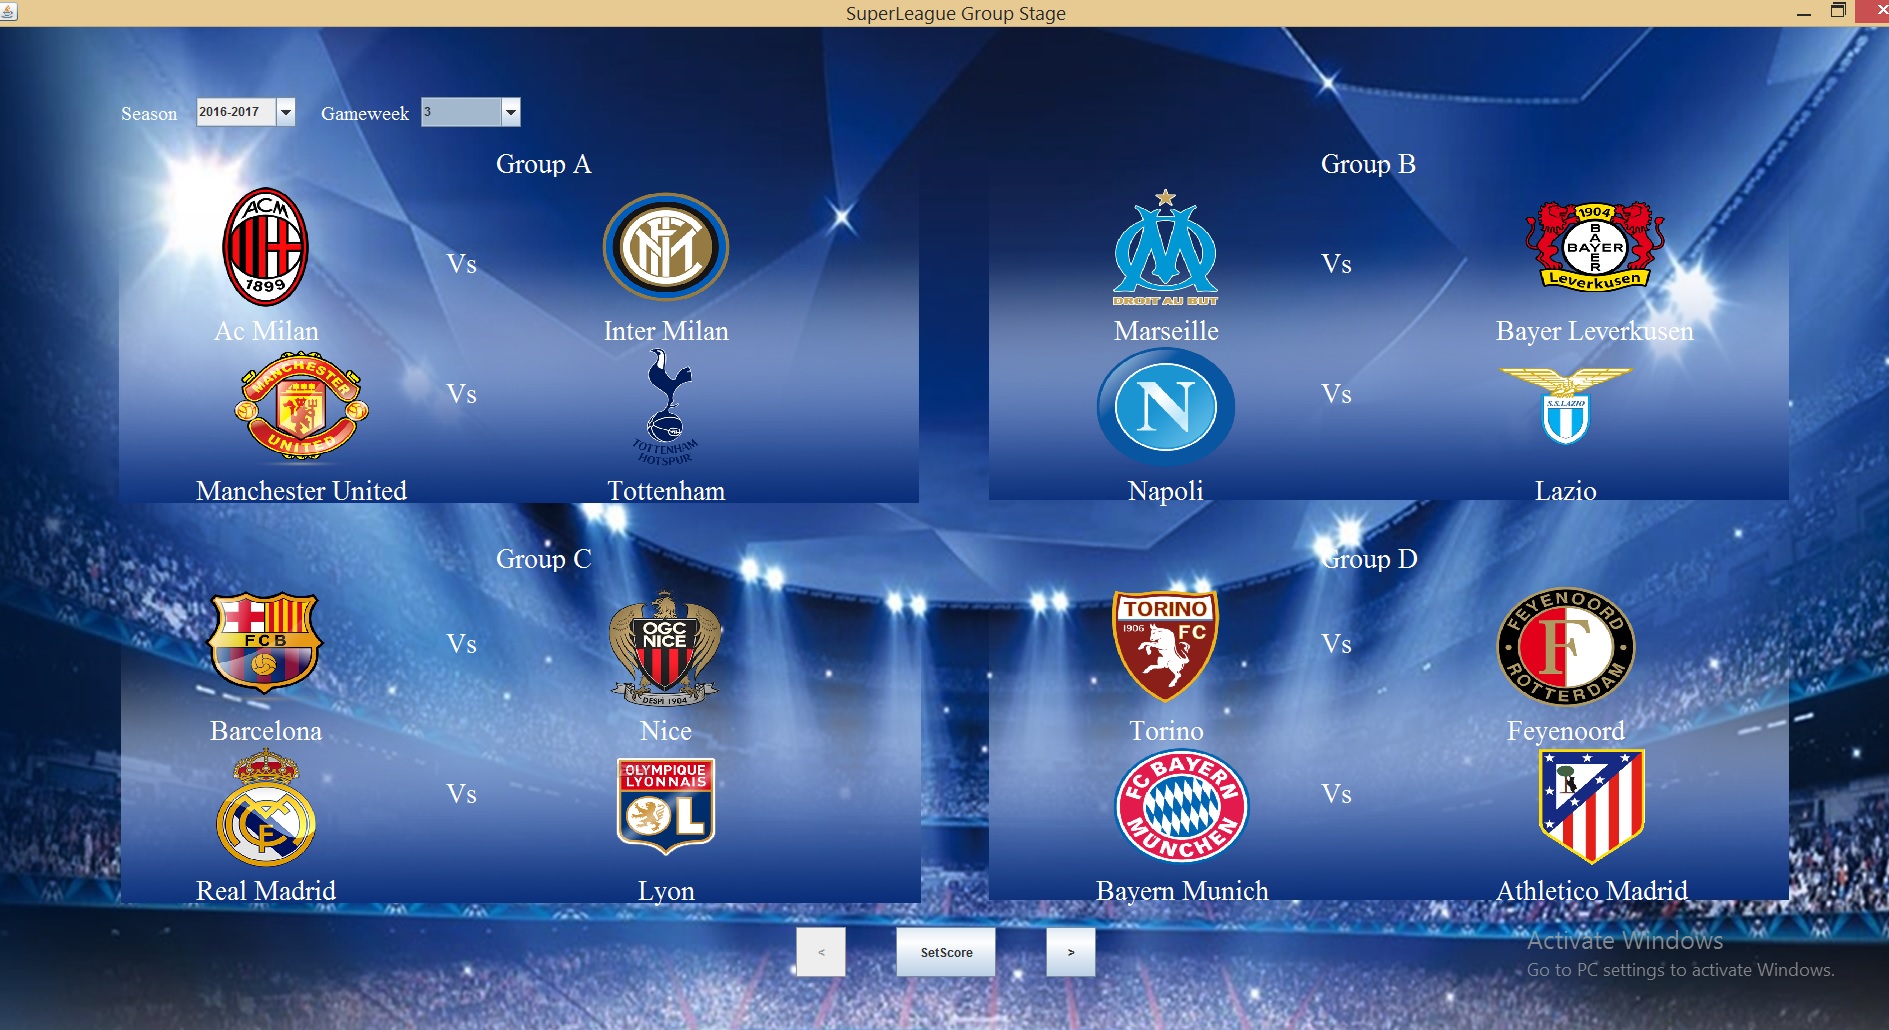 SuperLeague Group Stage
Season 2016-2017 Gameweek 3
Group A
ACM
1899
Vs
Ac Milan
Inter Milan
MANCHESTER
UNITED
Vs
TOTTENHAM
HOTSPUR
Manchester United
Tottenham
Group B
DROIT AU BUT
Vs
1904
BAYER
BAYER
Leverkusen
Marseille
Bayer Leverkusen
N
Vs
S.S.LAZIO
Napoli
Lazio
Group C
FCB
Vs
OGC
NICE
DESPI 1904
Barcelona
Nice
Vs
OLYMPIQUE
LYONNAIS
OL
Real Madrid
Lyon
Group D
TORINO
1906 FC
Vs
FEYENOORD
F
ROTTERDAM
Torino
Feyenoord
FC BAYERN
MÜNCHEN
Vs
Bayern Munich
Athletico Madrid
< SetScore >
Activate Windows
Go to PC settings to activate Windows.